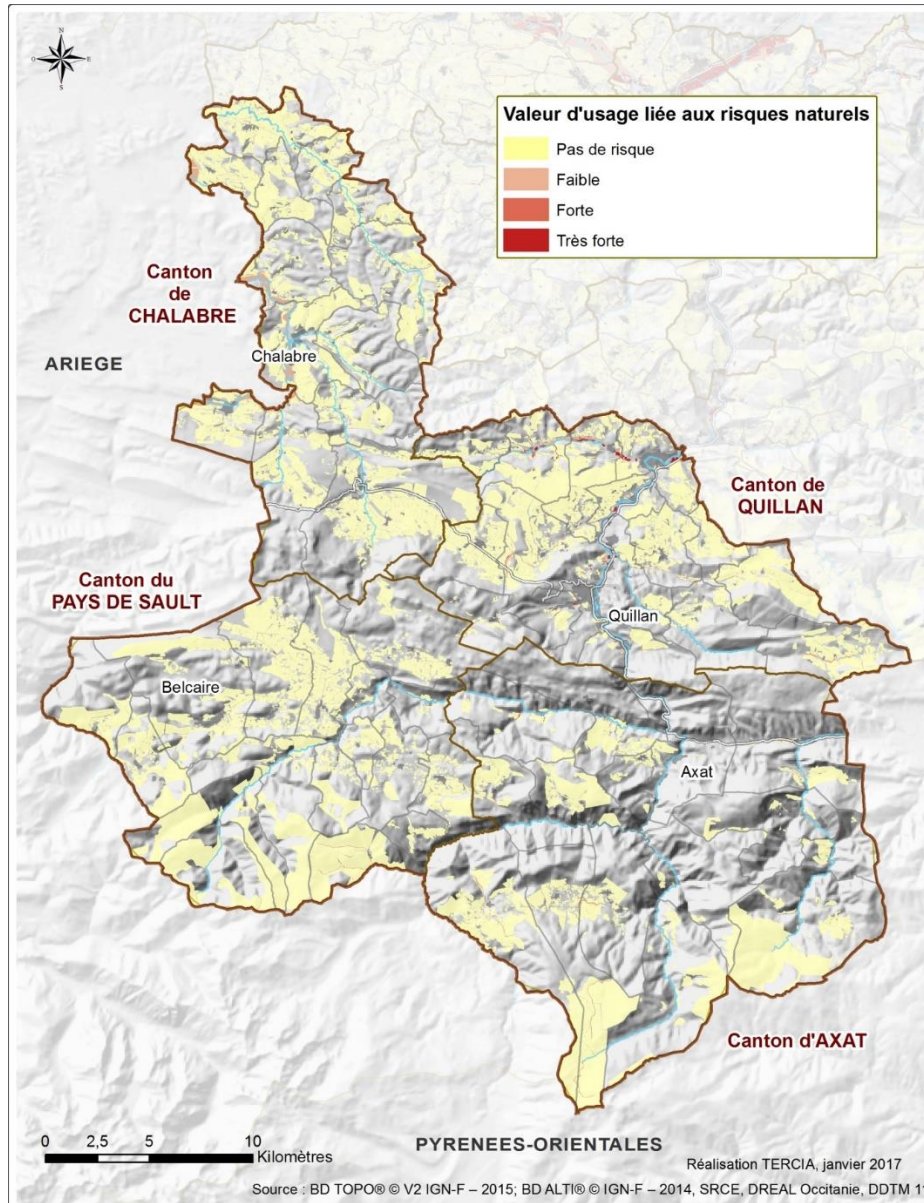 N
O
E
S
Valeur d'usage liée aux risques naturels
Pas de risque
Faible
Forte
Très forte
Canton
de
CHALABRE
ARIEGE
Chalabre
Canton de
QUILLAN
Canton du
PAYS DE SAULT
Quillan
Belcaire
Axat
Canton d'AXAT
0 2,5 5 10
Kilomètres
PYRENEES-ORIENTALES
Réalisation TERCIA, janvier 2017
Source : BD TOPO® © V2 IGN-F – 2015; BD ALTI® © IGN-F – 2014, SRCE, DREAL Occitanie, DDTM 1